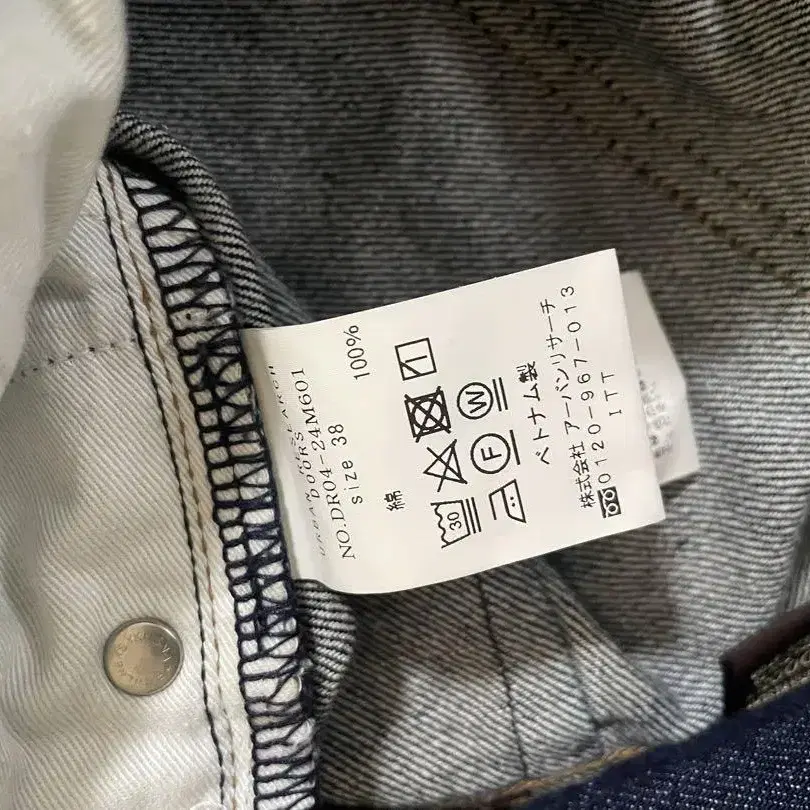 URBAN RESEARCH
DOORS
NO.DR04-24M601
size 38
綿 100%
30
F
W
ベトナム製
株式会社 アーバンリサーチ
0120-967-013
ITT